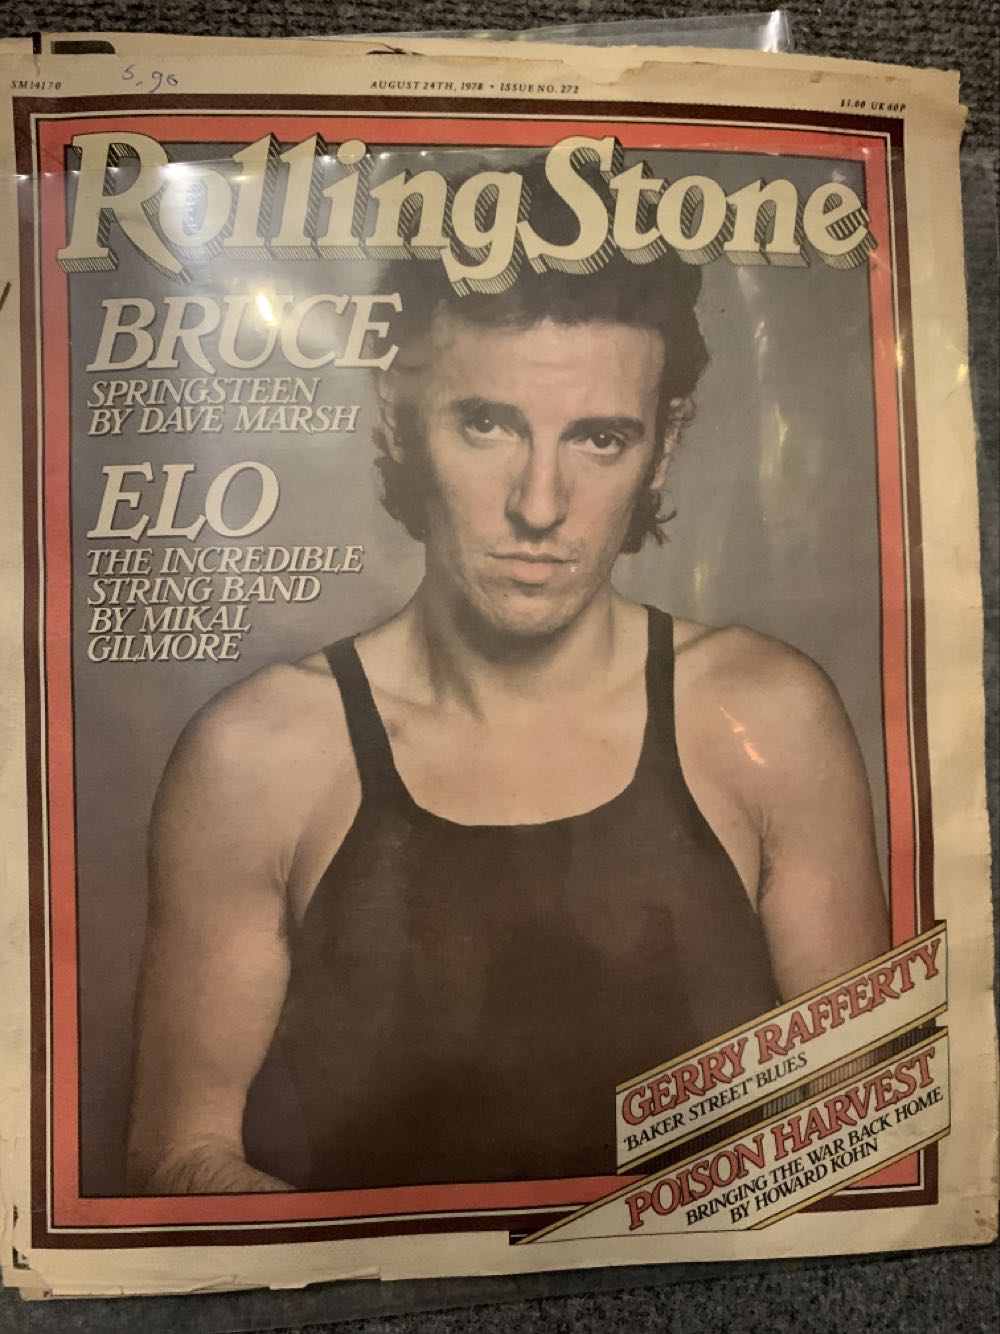 SM14170
5.90
AUGUST 24TH, 1978 • ISSUE NO. 272
$1.00 UK 60P
Rolling Stone
BRUCE
SPRINGSTEEN
BY DAVE MARSH
ELO
THE INCREDIBLE
STRING BAND
BY MIKAL
GILMORE
GERRY RAFFERTY
'BAKER STREET' BLUES
POISON HARVEST
BRINGING THE WAR BACK HOME
BY HOWARD KOHN